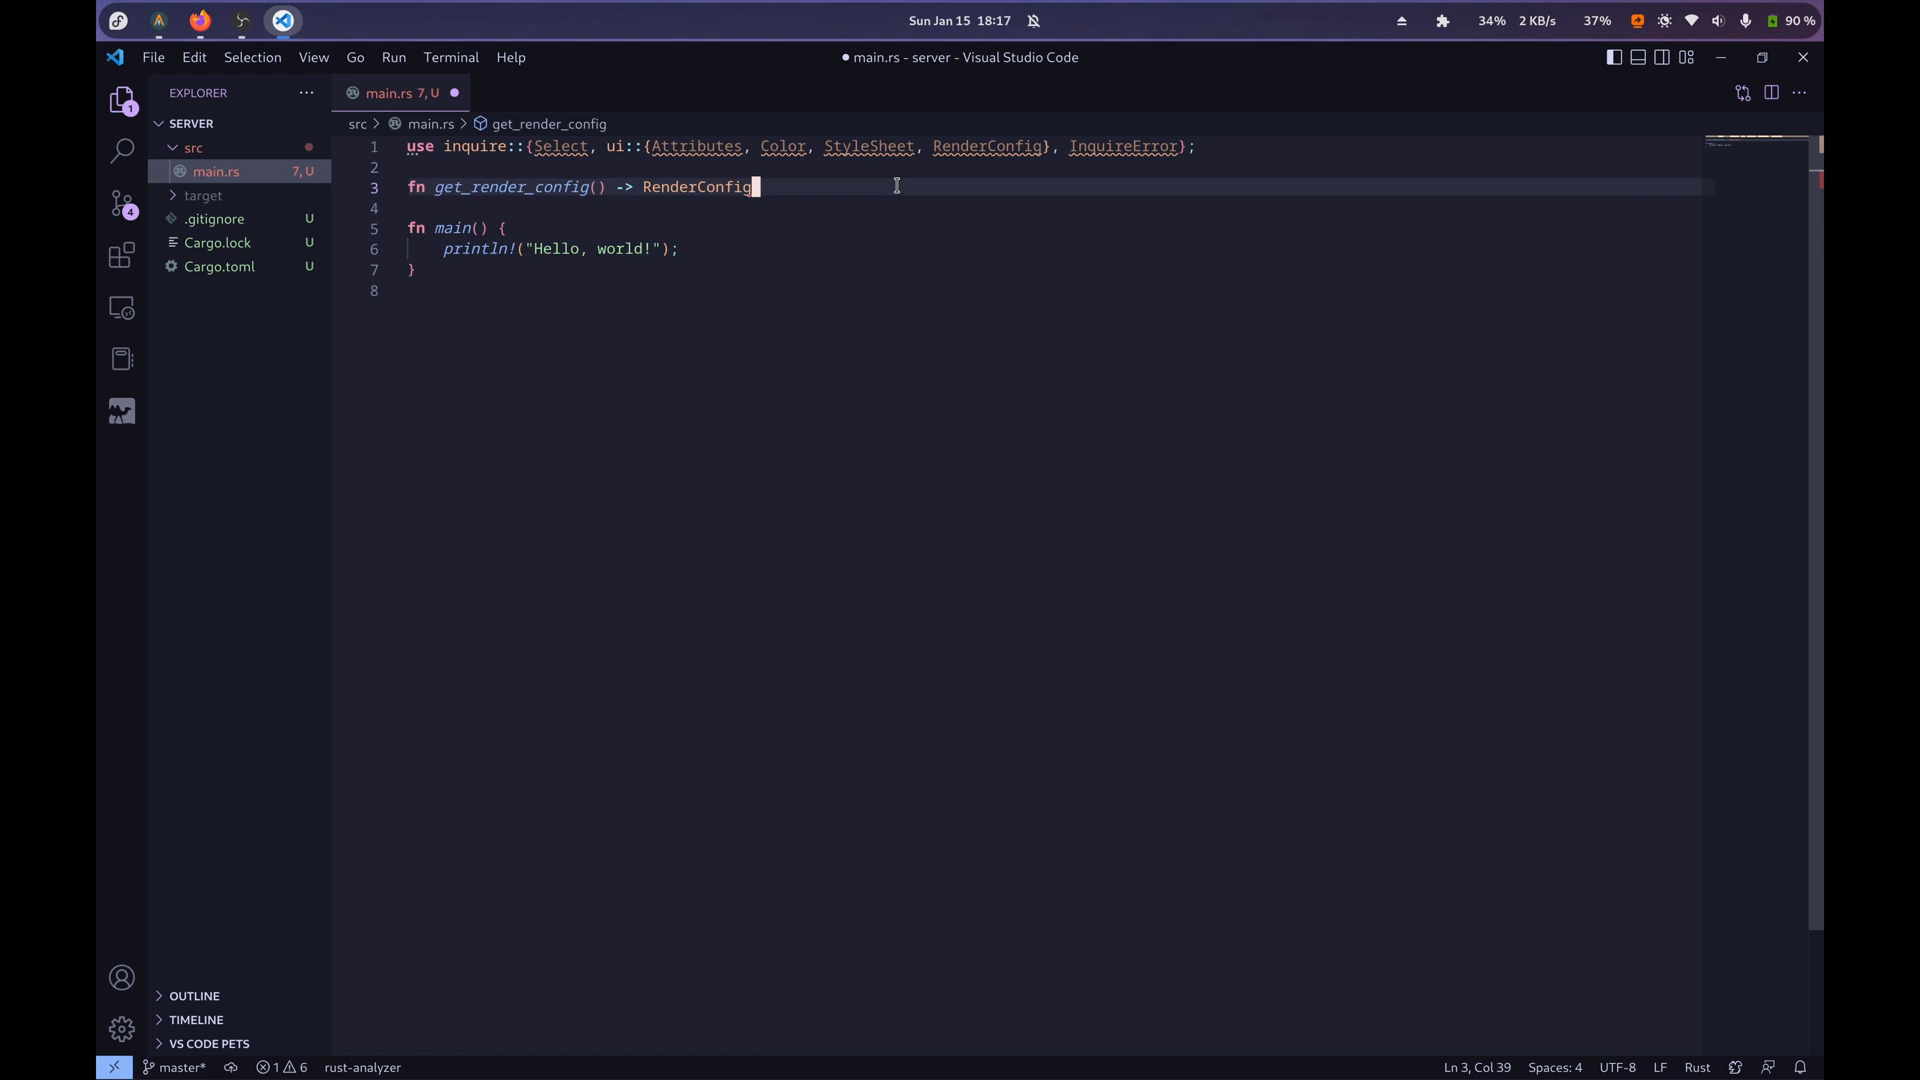 Sun Jan 15 18:17
34% 2 KB/s 37% 90 %
File Edit Selection View Go Run Terminal Help
● main.rs - server - Visual Studio Code
EXPLORER
main.rs 7, U
SERVER
src > main.rs > get_render_config
src
main.rs 7, U
target
.gitignore U
Cargo.lock U
Cargo.toml U
1 use inquire::{Select, ui::{Attributes, Color, StyleSheet, RenderConfig}, InquireError};
2
3 fn get_render_config() -> RenderConfig
4
5 fn main() {
6 println!("Hello, world!");
7 }
8
1
4
OUTLINE
TIMELINE
VS CODE PETS
master* 1 6 rust-analyzer
Ln 3, Col 39 Spaces: 4 UTF-8 LF Rust